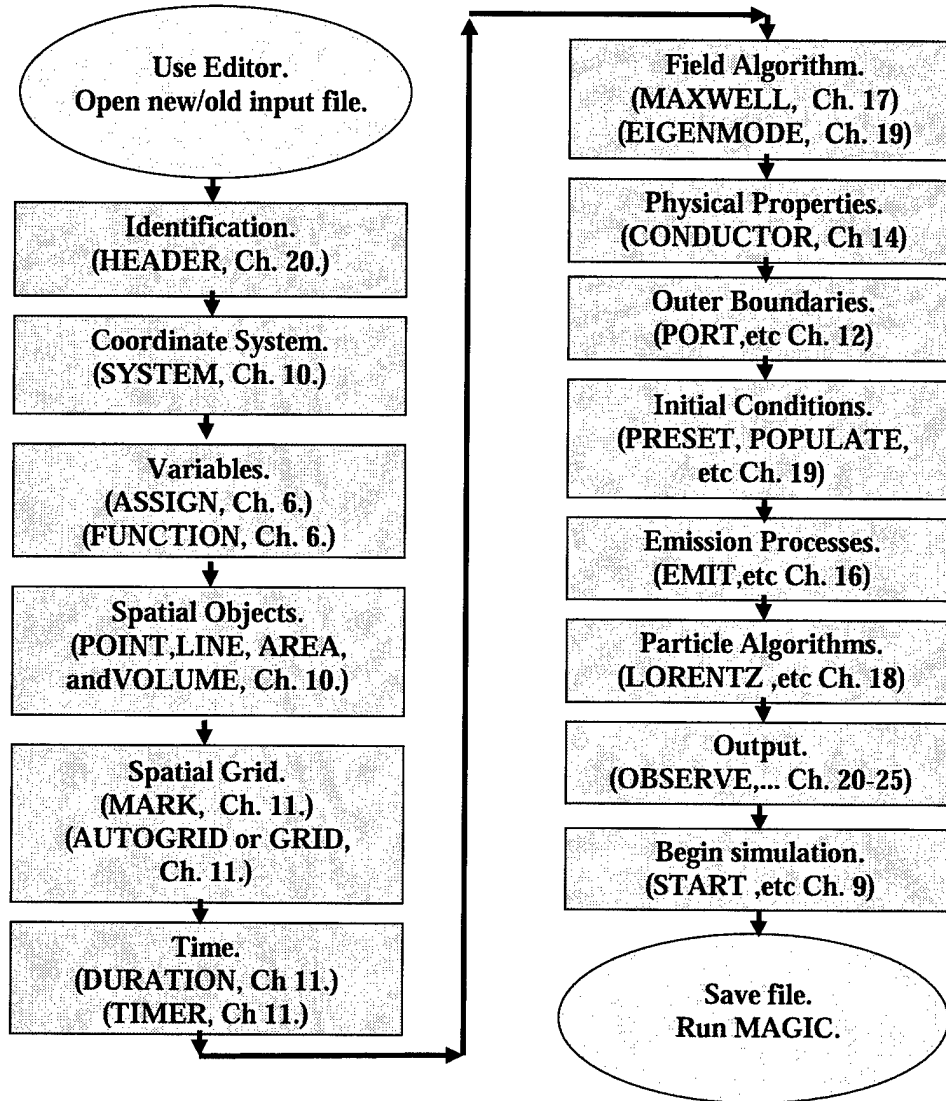 Use Editor.
Open new/old input file.
Identification.
(HEADER, Ch. 20.)
Coordinate System.
(SYSTEM, Ch. 10.)
Variables.
(ASSIGN, Ch. 6.)
(FUNCTION, Ch. 6.)
Spatial Objects.
(POINT,LINE, AREA,
andVOLUME, Ch. 10.)
Spatial Grid.
(MARK, Ch. 11.)
(AUTOGRID or GRID,
Ch. 11.)
Time.
(DURATION, Ch 11.)
(TIMER, Ch 11.)
Field Algorithm.
(MAXWELL, Ch. 17)
(EIGENMODE, Ch. 19)
Physical Properties.
(CONDUCTOR, Ch 14)
Outer Boundaries.
(PORT,etc Ch. 12)
Initial Conditions.
(PRESET, POPULATE,
etc Ch. 19)
Emission Processes.
(EMIT,etc Ch. 16)
Particle Algorithms.
(LORENTZ ,etc Ch. 18)
Output.
(OBSERVE,... Ch. 20-25)
Begin simulation.
(START ,etc Ch. 9)
Save file.
Run MAGIC.